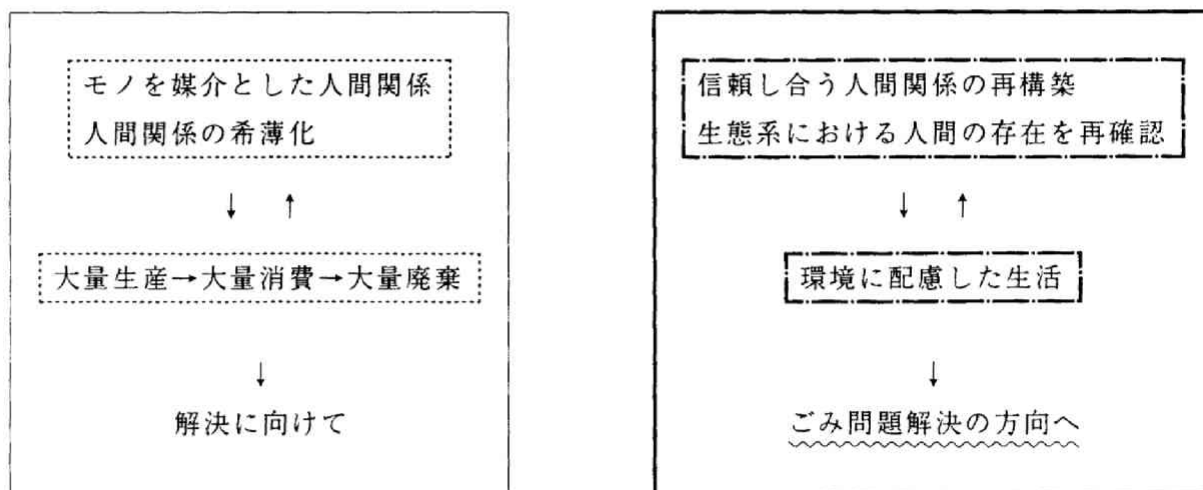 モノを媒介とした人間関係
人間関係の希薄化
↓ ↑
大量生産→大量消費→大量廃棄
↓
解決に向けて
信頼し合う人間関係の再構築
生態系における人間の存在を再確認
↓ ↑
環境に配慮した生活
↓
ごみ問題解決の方向へ